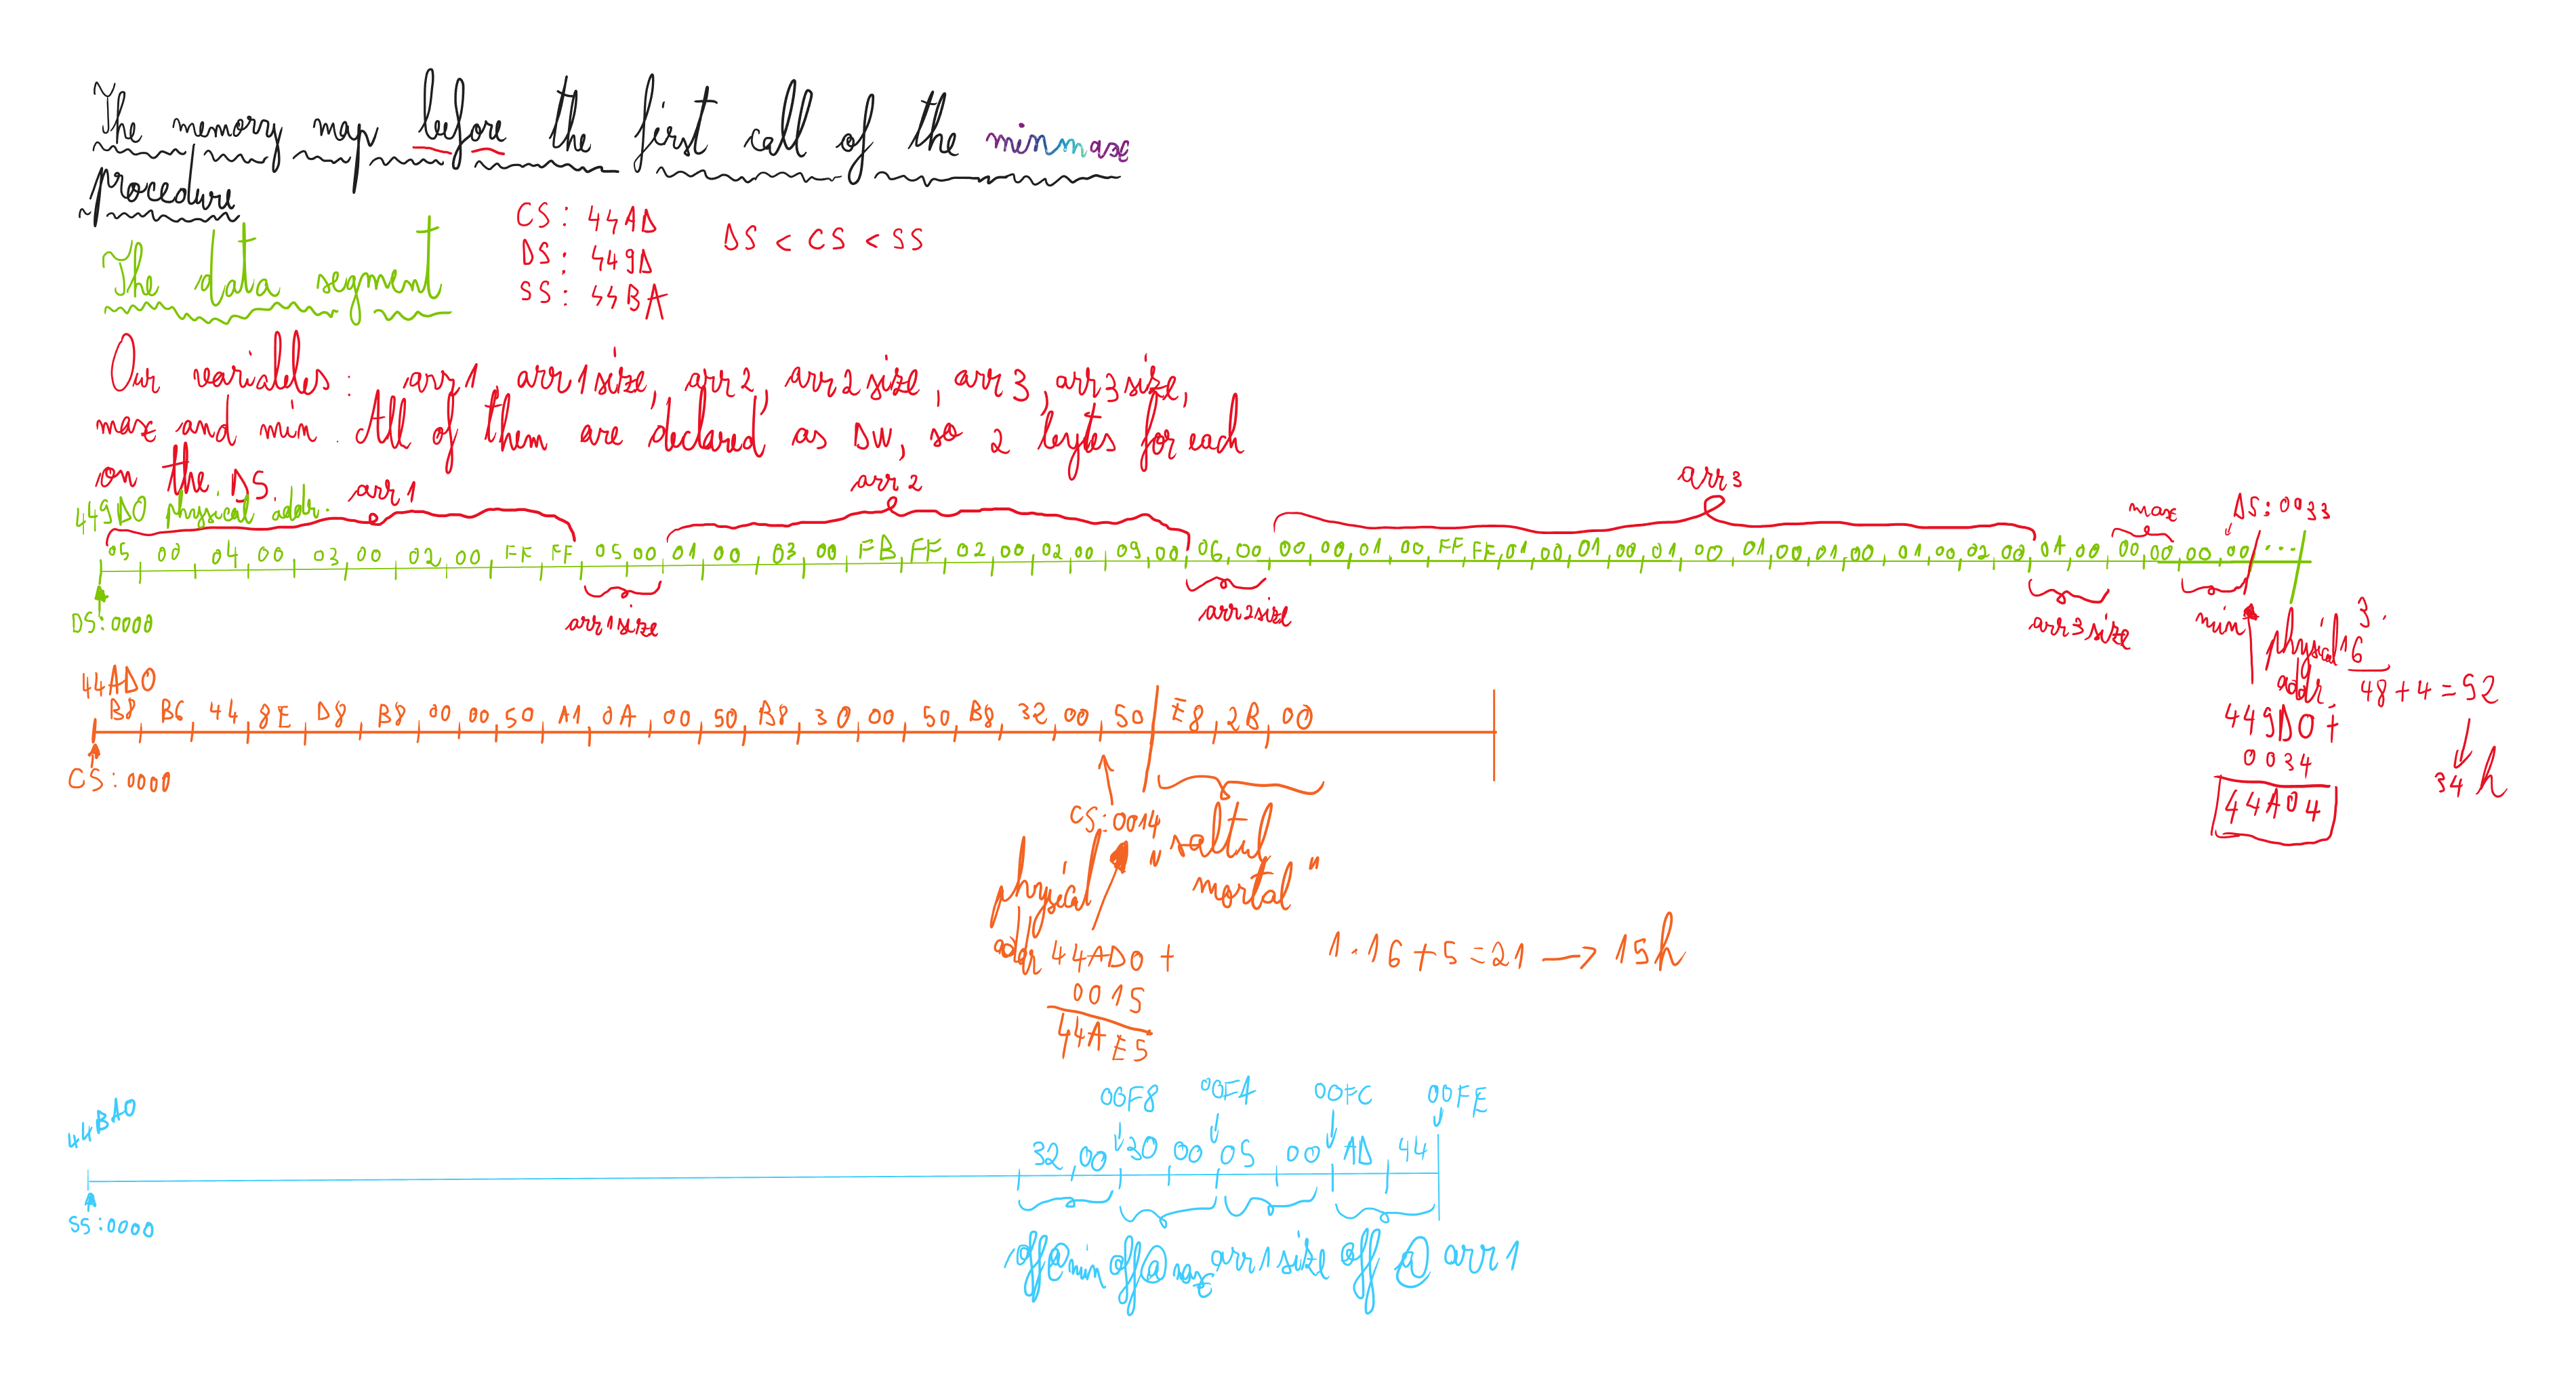 The memory map before the first call of the minmax
procedure
CS: 44AD
DS: 449D
SS: 44BA
DS < CS < SS
The data segment
Our variables: arr1, arr1size, arr2, arr2size, arr3, arr3size,
max and min. All of them are declared as DW, so 2 bytes for each
on the DS
449D0 physical addr.
arr1
arr2
arr3
max
DS:0033
05 00 04 00 03 00 02 00 FF FF 05 00 01 00 03 00 FB FF 02 00 02 00 09 00 06 00 00 00 01 00 FF FF 01 00 01 00 01 00 01 00 01 00 01 00 02 00 0A 00 00 00 00 00 ...
DS:0000
arr1size
arr2size
arr3size
min
physical
addr
449D0 +
0034
44A04
3.
16
48+4=52
34 h
44AD0
B8 B6 44 8E D8 B8 00 00 50 A1 0A 00 50 B8 30 00 50 B8 32 00 50 E8 2B 00
CS:0000
CS:0014
"saltul
mortal"
physical
addr
44AD0 +
0015
44AE5
1.16+5=21 → 15h
00F8 00FA 00FC 00FE
44BA0
32 00 30 00 05 00 AD 44
SS:0000
off@min off@max arr1size off @ arr1